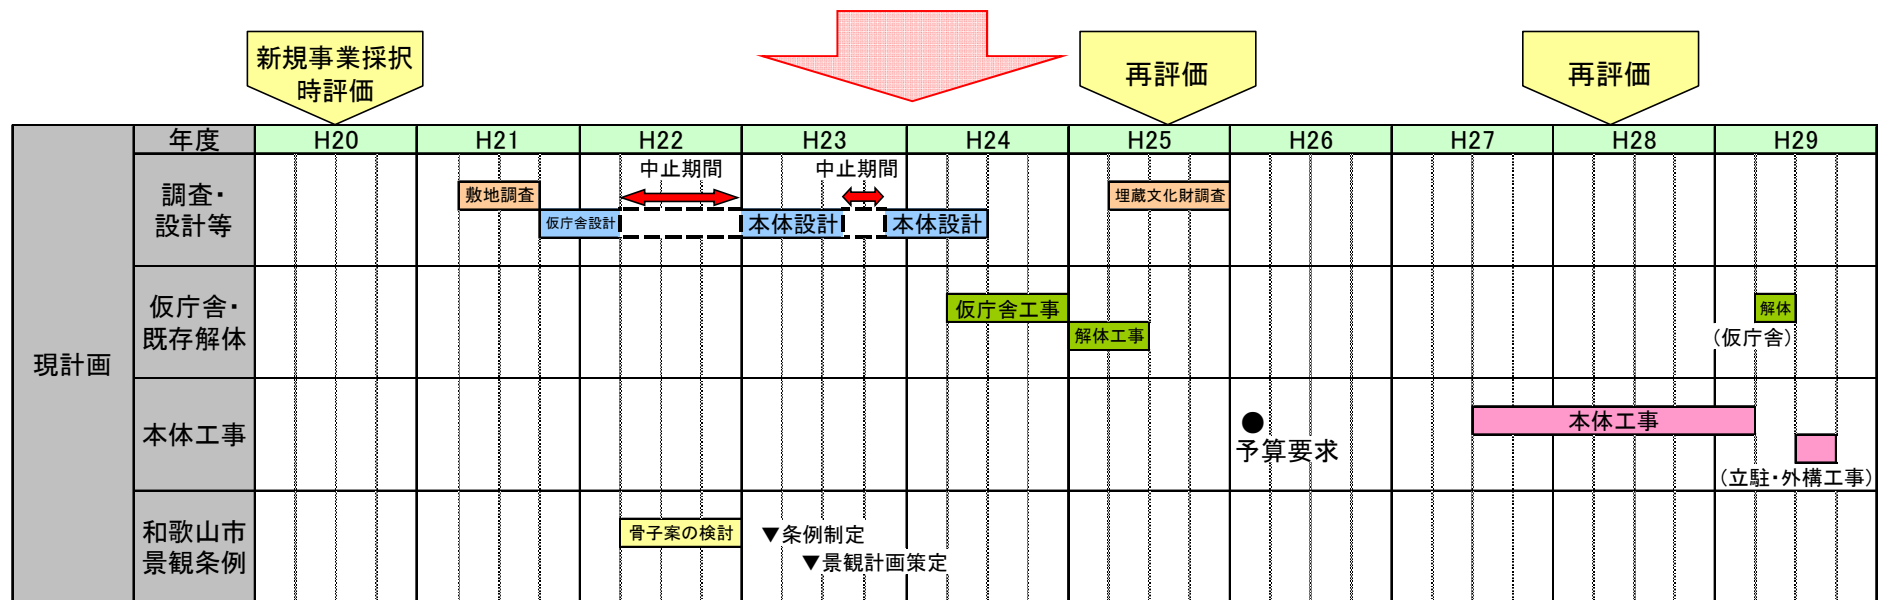 新規事業採択
時評価
再評価
再評価
年度
H20
H21
H22
H23
H24
H25
H26
H27
H28
H29
現計画
調査・
設計等
敷地調査
仮庁舎設計
中止期間
本体設計
中止期間
本体設計
埋蔵文化財調査
仮庁舎・
既存解体
仮庁舎工事
解体工事
解体
(仮庁舎)
本体工事
●
予算要求
本体工事
(立駐・外構工事)
和歌山市
景観条例
骨子案の検討
▼条例制定
▼景観計画策定